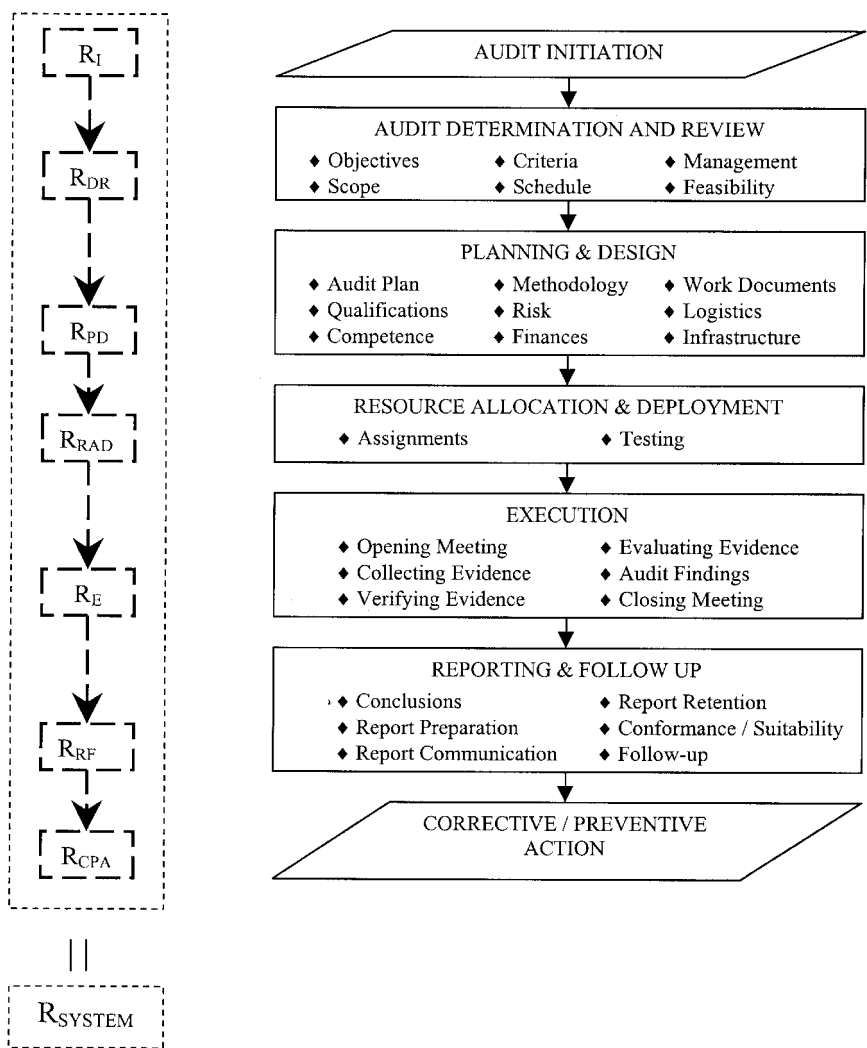 R_I
R_DR
R_PD
R_RAD
R_E
R_RF
R_CPA
||
R_SYSTEM
AUDIT INITIATION
AUDIT DETERMINATION AND REVIEW
♦ Objectives ♦ Criteria ♦ Management
♦ Scope ♦ Schedule ♦ Feasibility
PLANNING & DESIGN
♦ Audit Plan ♦ Methodology ♦ Work Documents
♦ Qualifications ♦ Risk ♦ Logistics
♦ Competence ♦ Finances ♦ Infrastructure
RESOURCE ALLOCATION & DEPLOYMENT
♦ Assignments ♦ Testing
EXECUTION
♦ Opening Meeting ♦ Evaluating Evidence
♦ Collecting Evidence ♦ Audit Findings
♦ Verifying Evidence ♦ Closing Meeting
REPORTING & FOLLOW UP
♦ Conclusions ♦ Report Retention
♦ Report Preparation ♦ Conformance / Suitability
♦ Report Communication ♦ Follow-up
CORRECTIVE / PREVENTIVE
ACTION